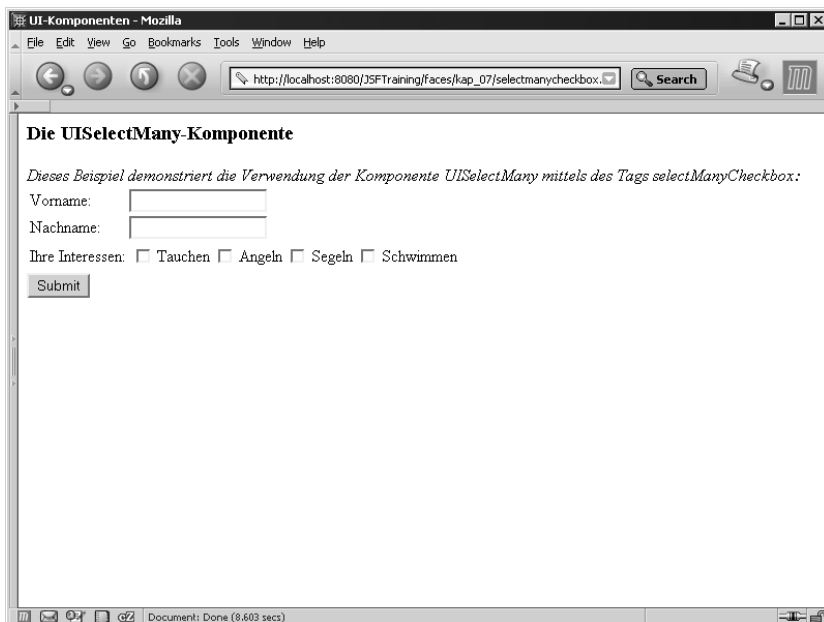 UI-Komponenten - Mozilla
File Edit View Go Bookmarks Tools Window Help
http://localhost:8080/JSFTraining/faces/kap_07/selectmanycheckbox. Search
Die UISelectMany-Komponente
Dieses Beispiel demonstriert die Verwendung der Komponente UISelectMany mittels des Tags selectManyCheckbox:
Vorname:
Nachname:
Ihre Interessen: Tauchen Angeln Segeln Schwimmen
Submit
Document: Done (8.603 secs)